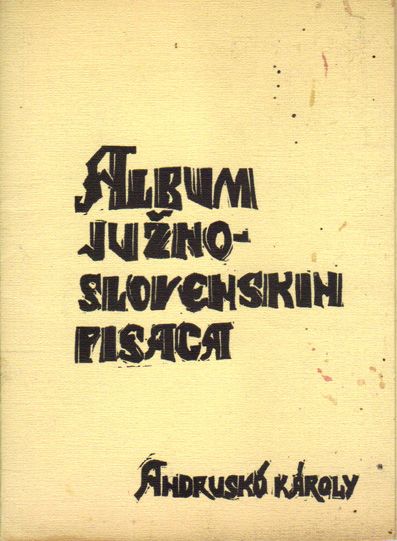 ALBUM
JUŽNO-
SLOVENSKIH
PISACA
ANDRUSKÓ KÁROLY